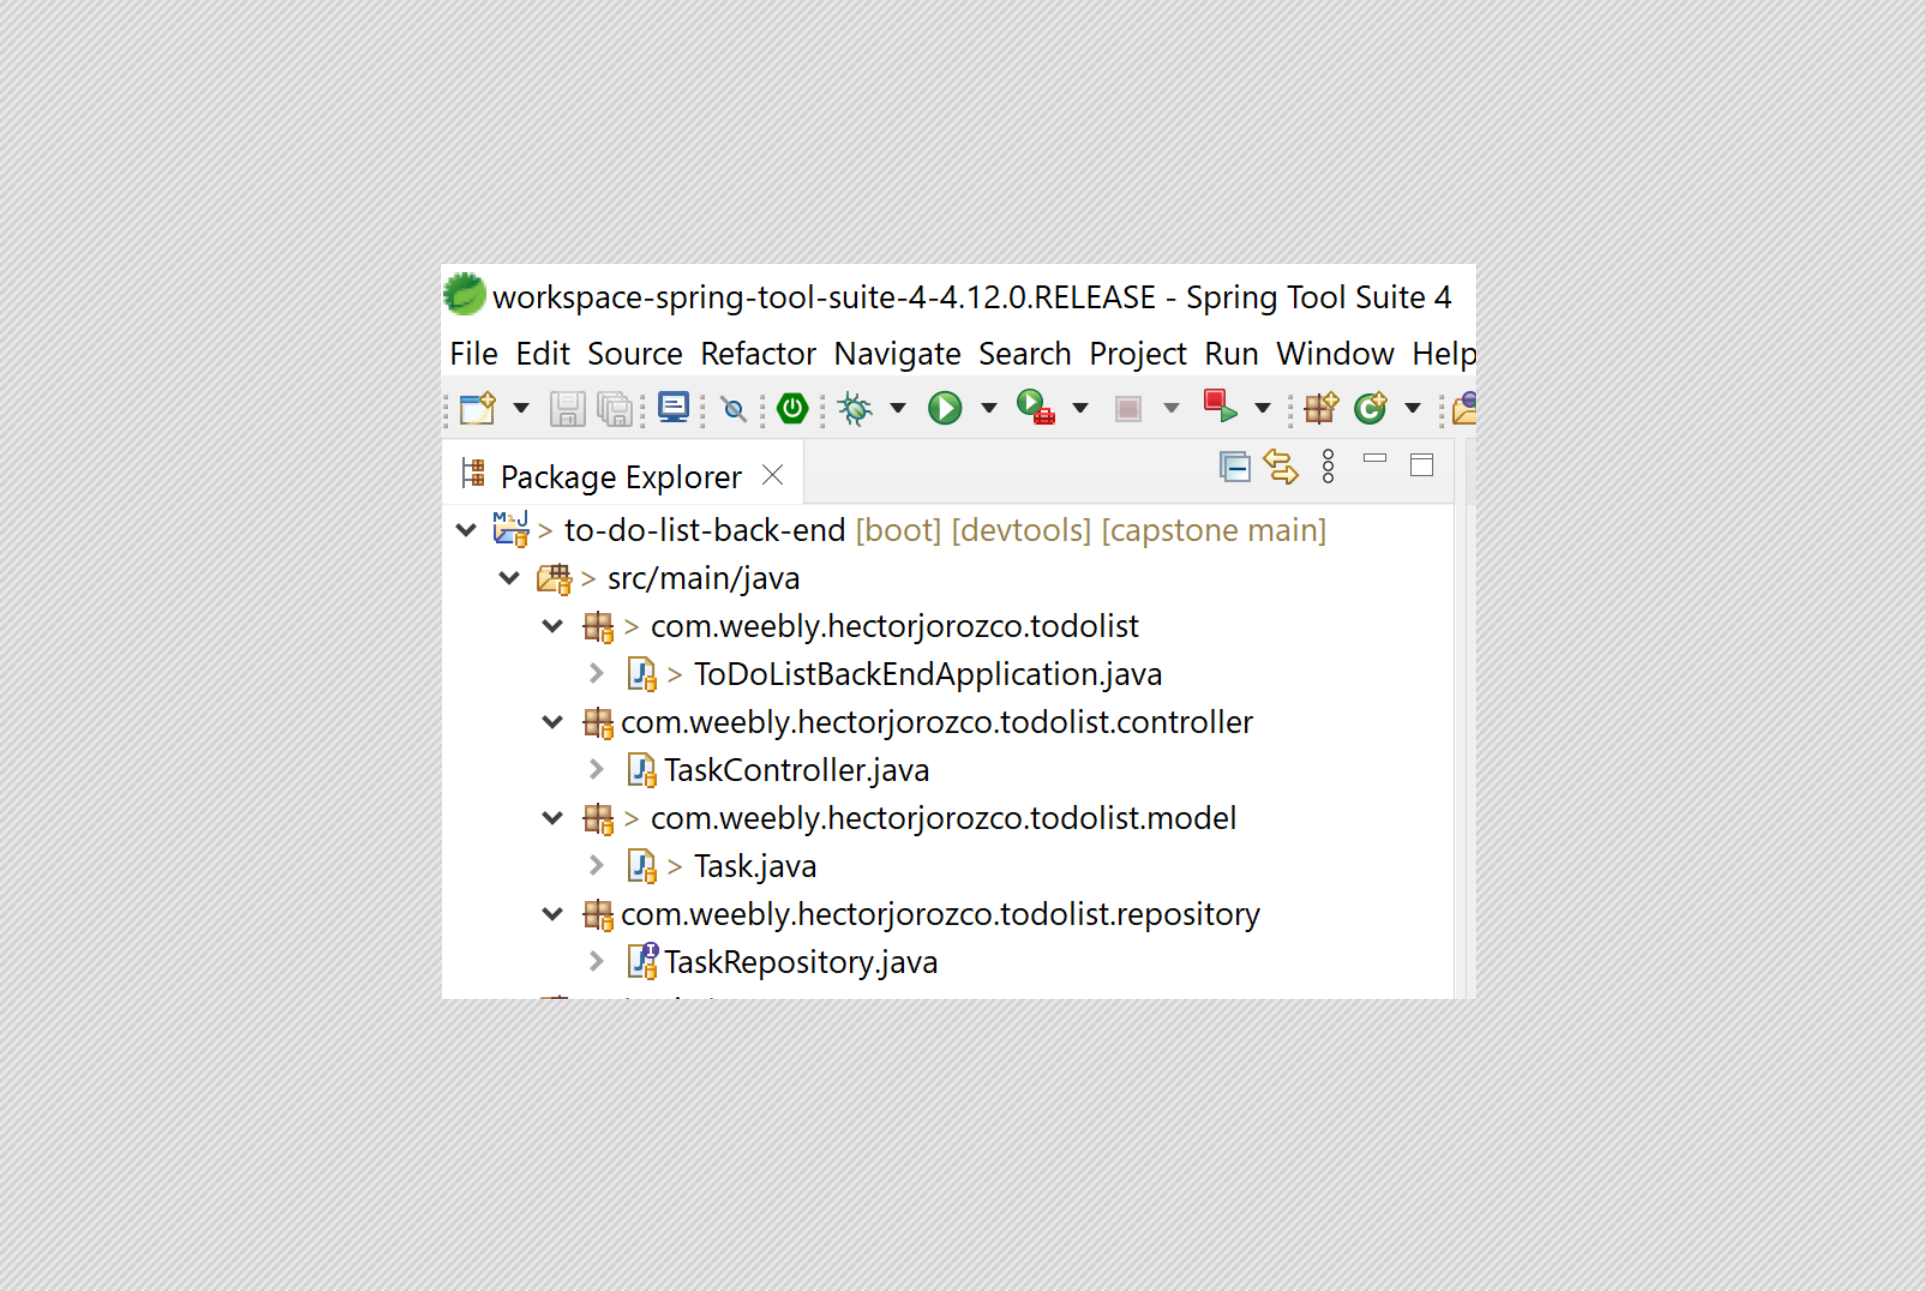 workspace-spring-tool-suite-4-4.12.0.RELEASE - Spring Tool Suite 4
File Edit Source Refactor Navigate Search Project Run Window Help
Package Explorer
> to-do-list-back-end [boot] [devtools] [capstone main]
> src/main/java
> com.weebly.hectorjorozco.todolist
> ToDoListBackEndApplication.java
com.weebly.hectorjorozco.todolist.controller
TaskController.java
> com.weebly.hectorjorozco.todolist.model
> Task.java
com.weebly.hectorjorozco.todolist.repository
TaskRepository.java